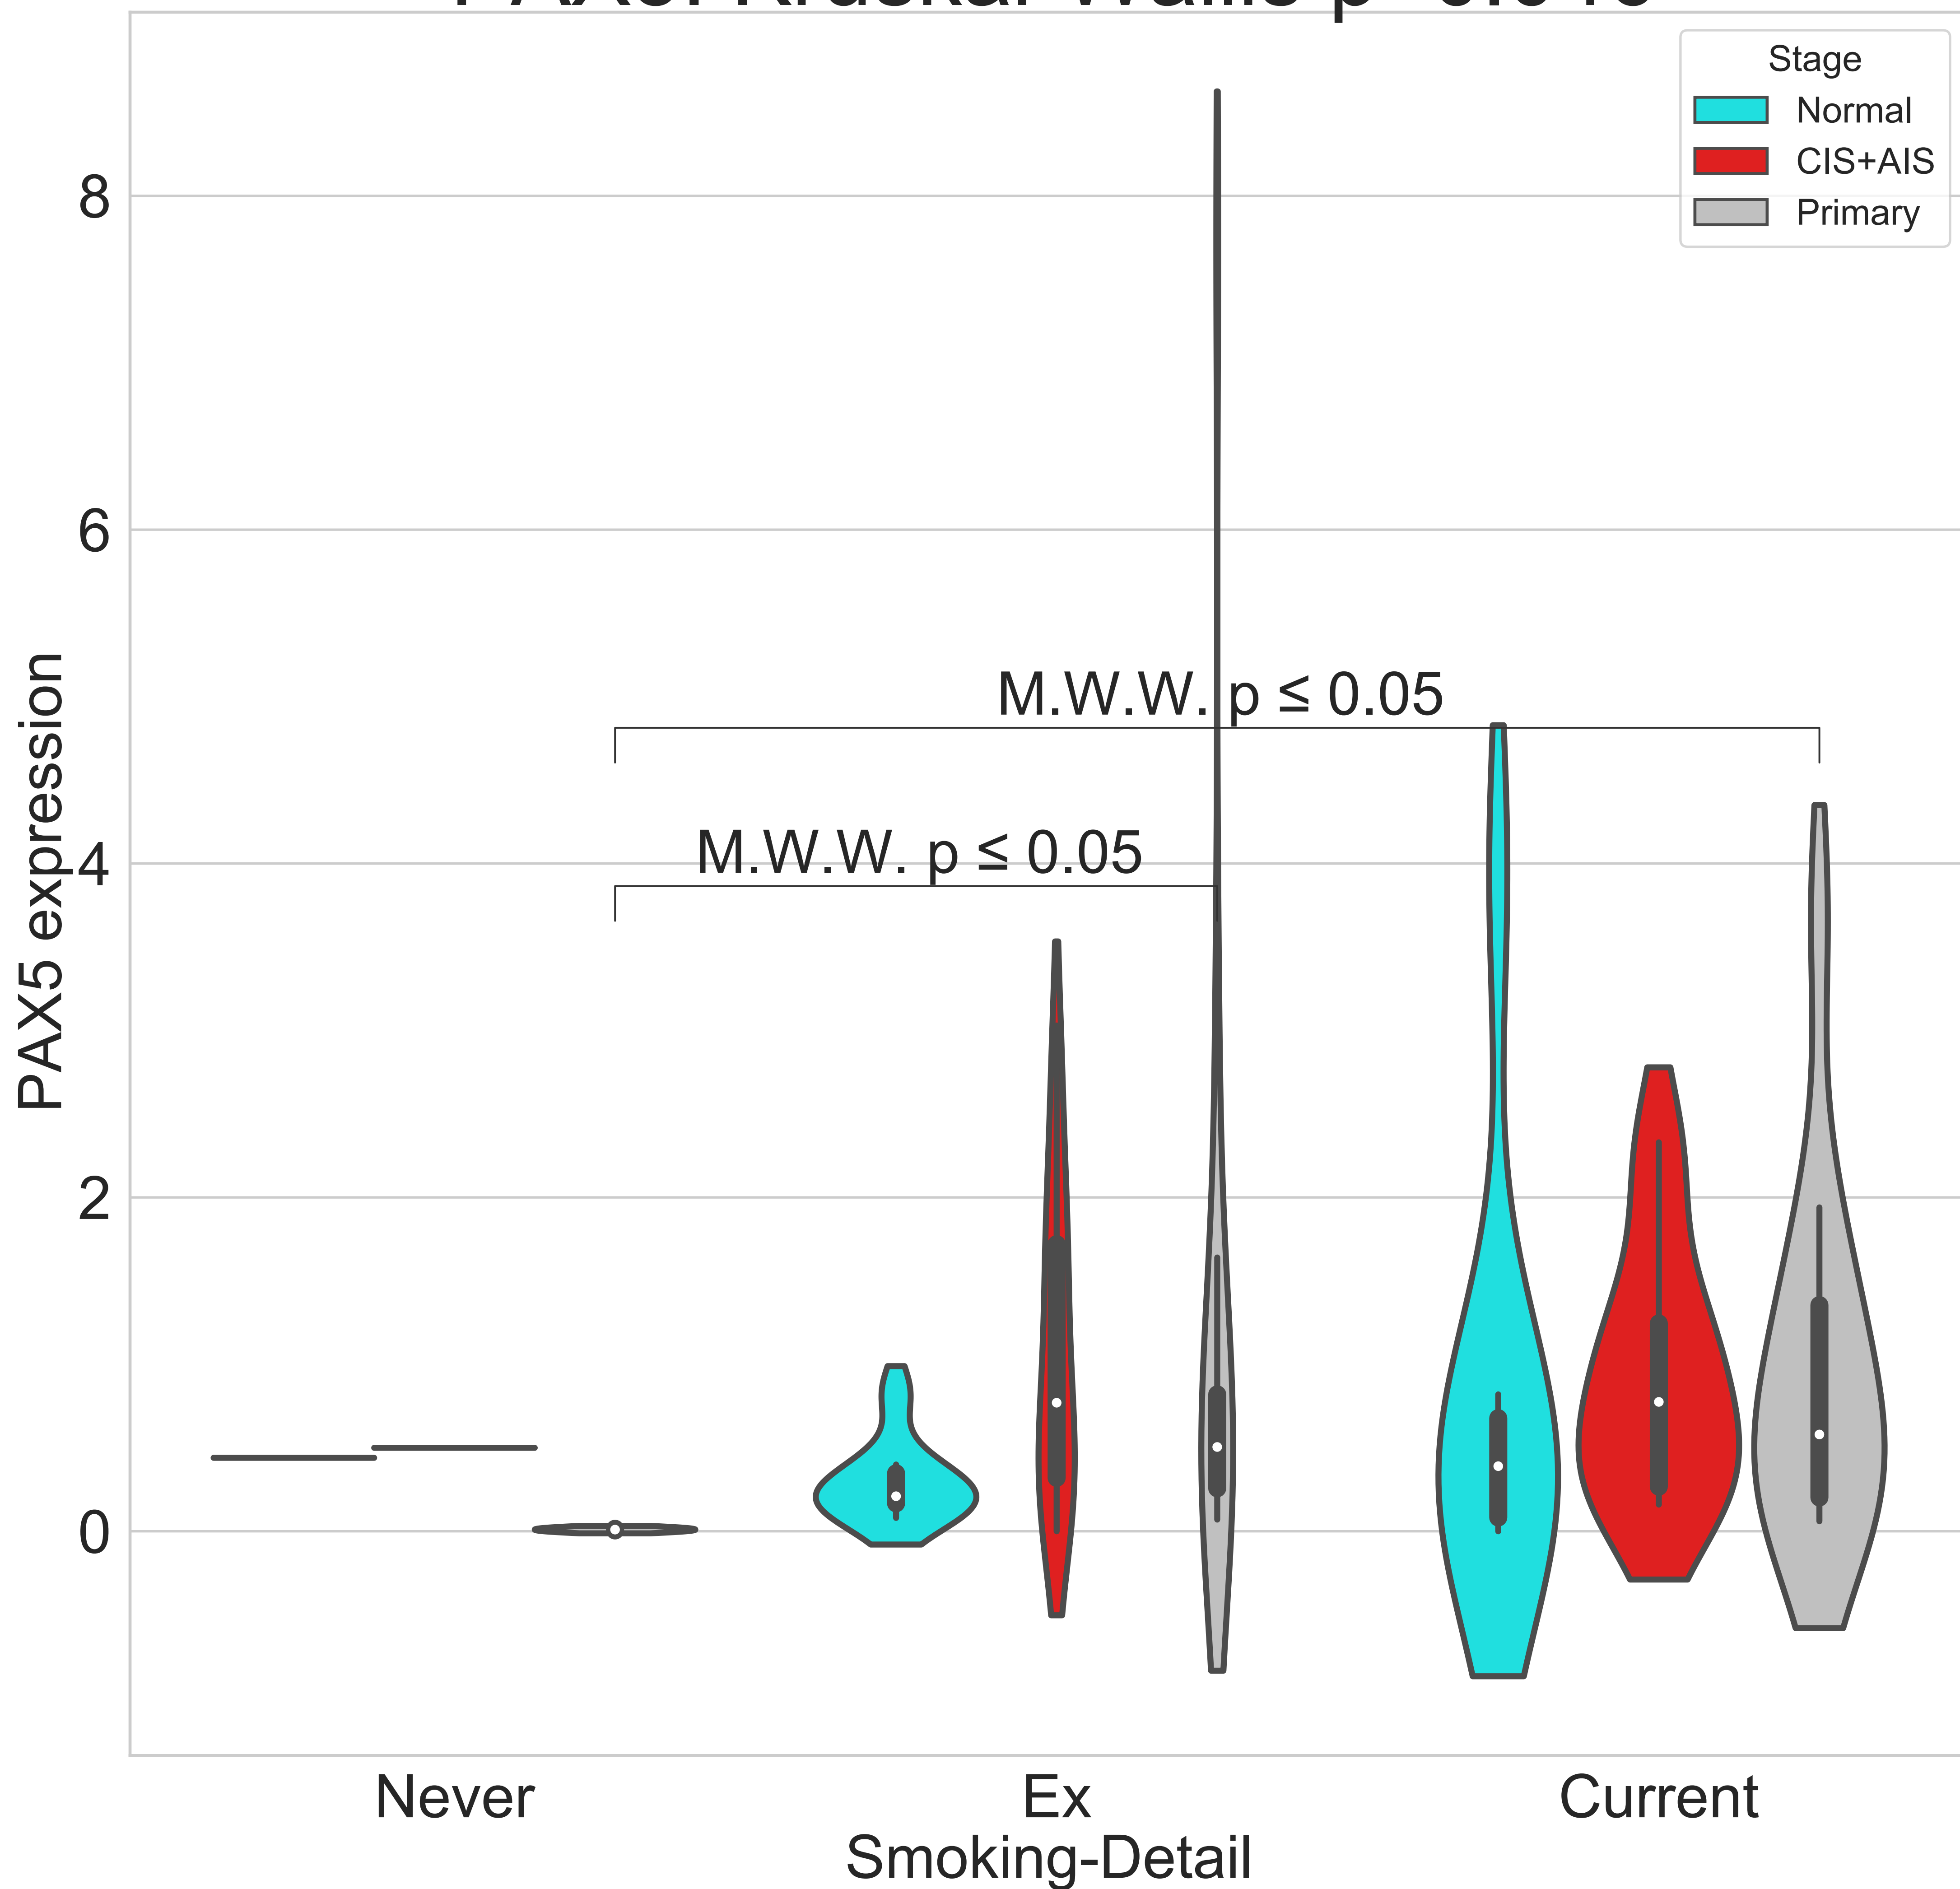 Stage
Normal
CIS+AIS
Primary
8
6
4
2
0
PAX5 expression
M.W.W. p ≤ 0.05
M.W.W. p ≤ 0.05
Never
Ex
Current
Smoking-Detail